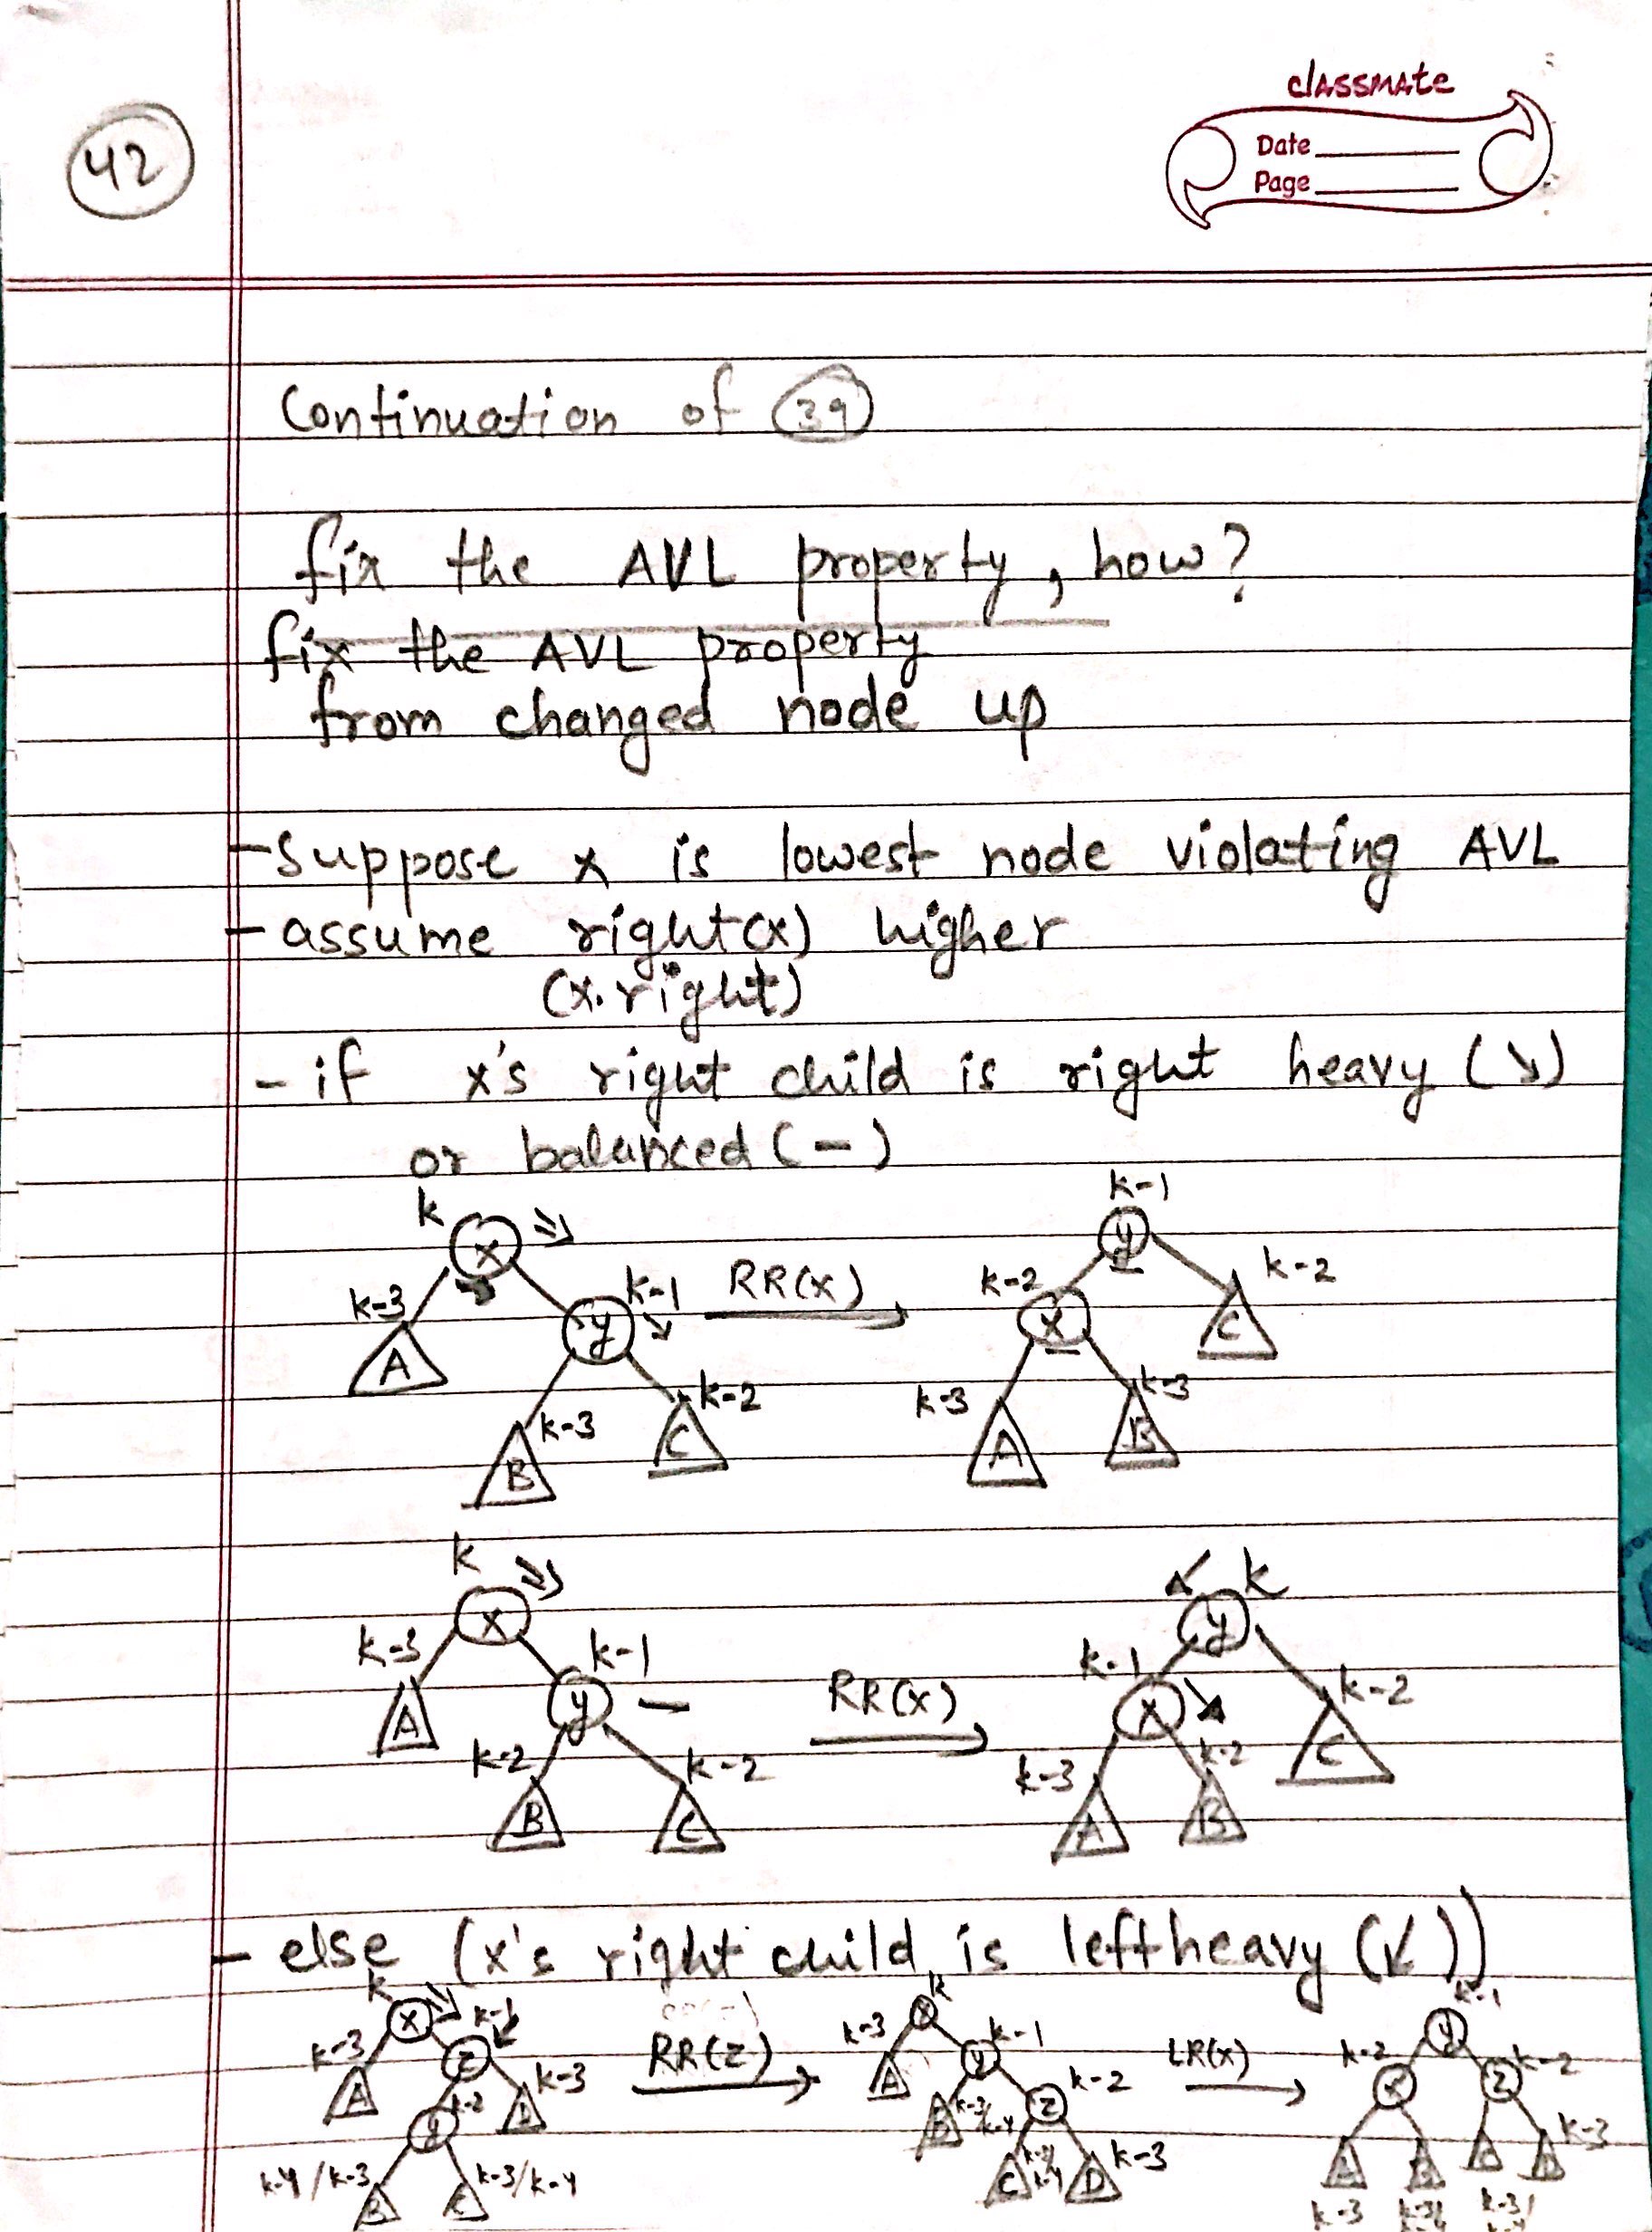 42
classmate
Date
Page
Continuation of 39
fix the AVL property, how?
fix the AVL property
from changed node up
- Suppose x is lowest node violating AVL
- assume right(x) higher
(x.right)
- if x's right child is right heavy (↘)
or balanced (-)
k
x
k-3
A
k-1
y
k-3
B
k-2
C
RR(x)
k-1
y
k-2
x
k-2
C
k-3
A
k-3
B
k
x
k-3
A
k-1
y
—
k-2
B
k-2
C
RR(x)
k
y
k-1
x
k-2
C
k-3
A
k-2
B
- else (x's right child is left heavy (↙))
k
x
k-1
z
k-3
A
k-2
y
k-3
D
k-4/k-3
B
k-3/k-4
C
RR(z)
k
x
k-3
A
k-1
y
k-2
z
B
k-3/
k-4
C
k-3/
k-4
D
k-3
LR(x)
k-1
y
k-2
x
k-2
z
k-3
k-3
k-3/
k-3/
k-4